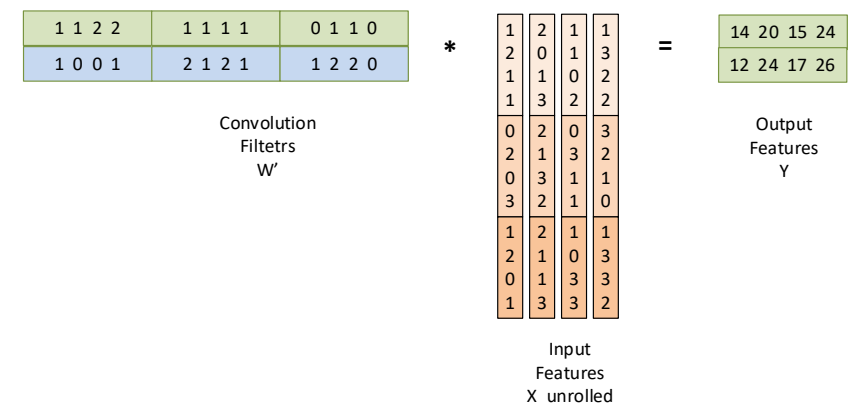 1 1 2 2 1 1 1 1 0 1 1 0
1 0 0 1 2 1 2 1 1 2 2 0
Convolution
Filtetrs
W'
*
1 2 1 1
2 0 1 3
1 1 0 2
1 3 2 2
0 2 0 3
2 1 3 2
0 3 1 1
3 2 1 0
1 2 0 1
2 1 1 3
1 0 3 3
1 3 3 2
Input
Features
X unrolled
=
14 20 15 24
12 24 17 26
Output
Features
Y